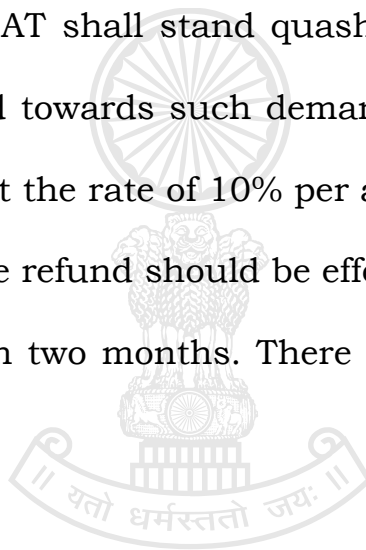 AT shall stand quash
d towards such demar
t the rate of 10% per a
e refund should be effe
n two months. There
॥ यतो धर्मस्ततो जयः ॥